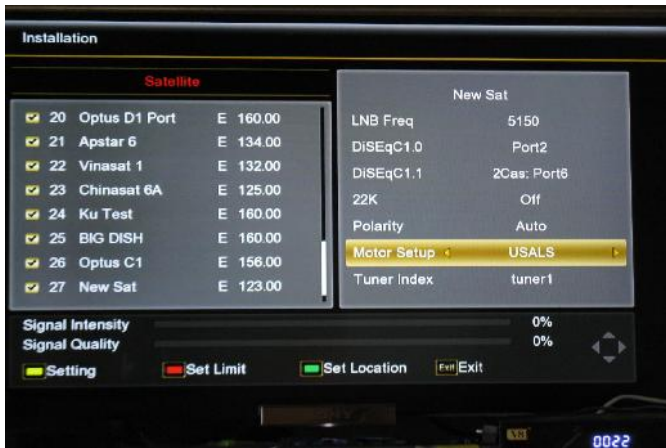 Installation
Satellite
20 Optus D1 Port E 160.00
21 Apstar 6 E 134.00
22 Vinasat 1 E 132.00
23 Chinasat 6A E 125.00
24 Ku Test E 160.00
25 BIG DISH E 160.00
26 Optus C1 E 156.00
27 New Sat E 123.00
New Sat
LNB Freq 5150
DiSEqC1.0 Port2
DiSEqC1.1 2Cas: Port6
22K Off
Polarity Auto
Motor Setup USALS
Tuner Index tuner1
Signal Intensity 0%
Signal Quality 0%
Setting Set Limit Set Location Exit Exit
SONY
V8 0022